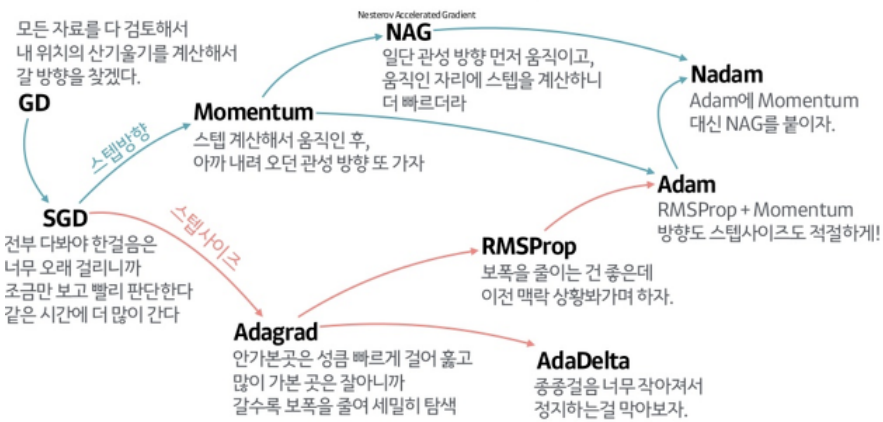 모든 자료를 다 검토해서
내 위치의 산기울기를 계산해서
갈 방향을 찾겠다.
GD
스텝방향
Nesterov Accelerated Gradient
NAG
일단 관성 방향 먼저 움직이고,
움직인 자리에 스텝을 계산하니
더 빠르더라
Nadam
Adam에 Momentum
대신 NAG를 붙이자.
Momentum
스텝 계산해서 움직인 후,
아까 내려 오던 관성 방향 또 가자
Adam
RMSProp + Momentum
방향도 스텝사이즈도 적절하게!
SGD
전부 다봐야 한걸음은
너무 오래 걸리니까
조금만 보고 빨리 판단한다
같은 시간에 더 많이 간다
스텝사이즈
RMSProp
보폭을 줄이는 건 좋은데
이전 맥락 상황봐가며 하자.
Adagrad
안가본곳은 성큼 빠르게 걸어 훑고
많이 가본 곳은 잘아니까
갈수록 보폭을 줄여 세밀히 탐색
AdaDelta
종종걸음 너무 작아져서
정지하는걸 막아보자.